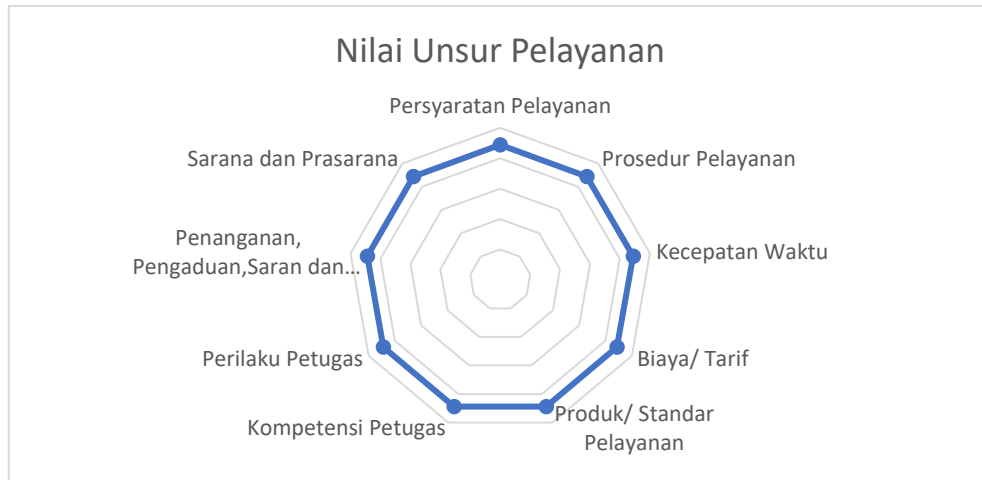 Nilai Unsur Pelayanan
Persyaratan Pelayanan
Prosedur Pelayanan
Kecepatan Waktu
Biaya/ Tarif
Produk/ Standar
Pelayanan
Kompetensi Petugas
Perilaku Petugas
Penanganan,
Pengaduan,Saran dan...
Sarana dan Prasarana